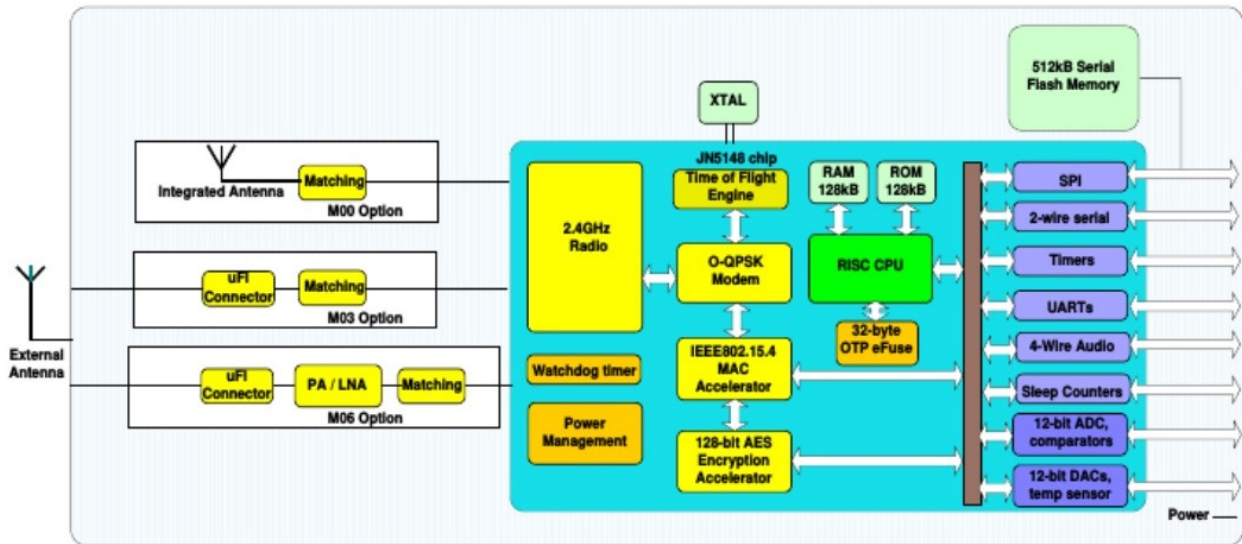 512kB Serial
Flash Memory
XTAL
JN5148 chip
Integrated Antenna
Matching
M00 Option
2.4GHz
Radio
Time of Flight
Engine
RAM
128kB
ROM
128kB
SPI
2-wire serial
O-QPSK
Modem
RISC CPU
Timers
uFl
Connector
Matching
M03 Option
UARTs
External
Antenna
32-byte
OTP eFuse
4-Wire Audio
IEEE802.15.4
MAC
Accelerator
Watchdog timer
uFl
Connector
PA / LNA
Matching
M06 Option
Sleep Counters
Power
Management
12-bit ADC,
comparators
128-bit AES
Encryption
Accelerator
12-bit DACs,
temp sensor
Power